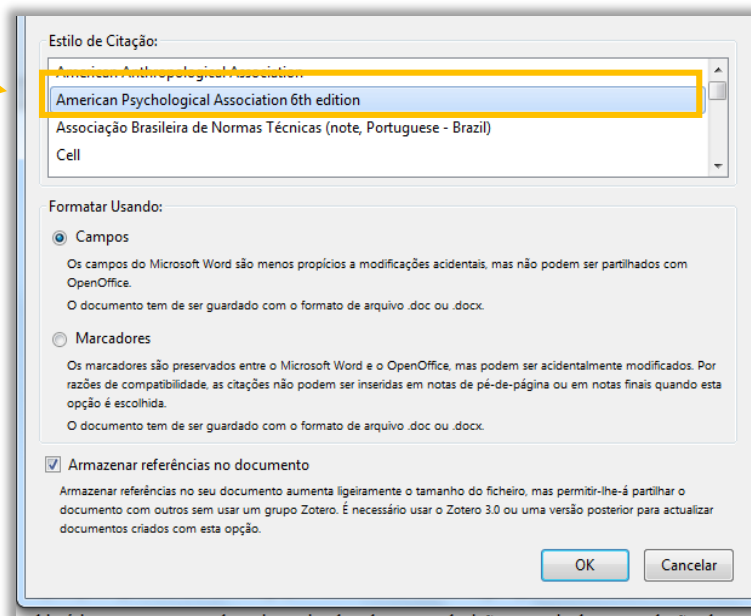 Estilo de Citação:
American Anthropological Association
American Psychological Association 6th edition
Associação Brasileira de Normas Técnicas (note, Portuguese - Brazil)
Cell
Formatar Usando:
Campos
Os campos do Microsoft Word são menos propícios a modificações acidentais, mas não podem ser partilhados com
OpenOffice.
O documento tem de ser guardado com o formato de arquivo .doc ou .docx.
Marcadores
Os marcadores são preservados entre o Microsoft Word e o OpenOffice, mas podem ser acidentalmente modificados. Por
razões de compatibilidade, as citações não podem ser inseridas em notas de pé-de-página ou em notas finais quando esta
opção é escolhida.
O documento tem de ser guardado com o formato de arquivo .doc ou .docx.
Armazenar referências no documento
Armazenar referências no seu documento aumenta ligeiramente o tamanho do ficheiro, mas permitir-lhe-á partilhar o
documento com outros sem usar um grupo Zotero. É necessário usar o Zotero 3.0 ou uma versão posterior para actualizar
documentos criados com esta opção.
OK Cancelar